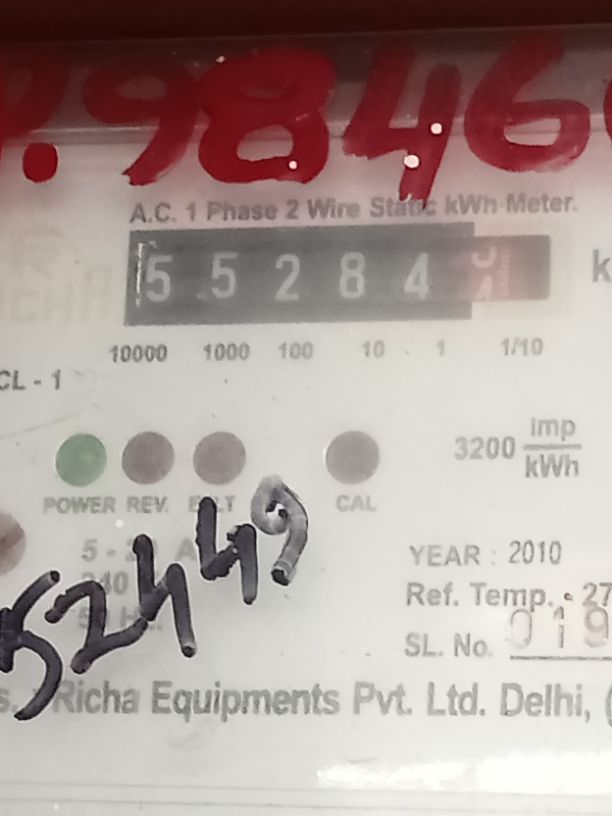 .9846
A.C. 1 Phase 2 Wire Static kWh Meter.
5 5 2 8 4
10000 1000 100 10 1 1/10
CL - 1
3200 imp/kWh
POWER REV. CAL
52449
YEAR : 2010
Ref. Temp. 27
SL. No. 019
Richa Equipments Pvt. Ltd. Delhi, (